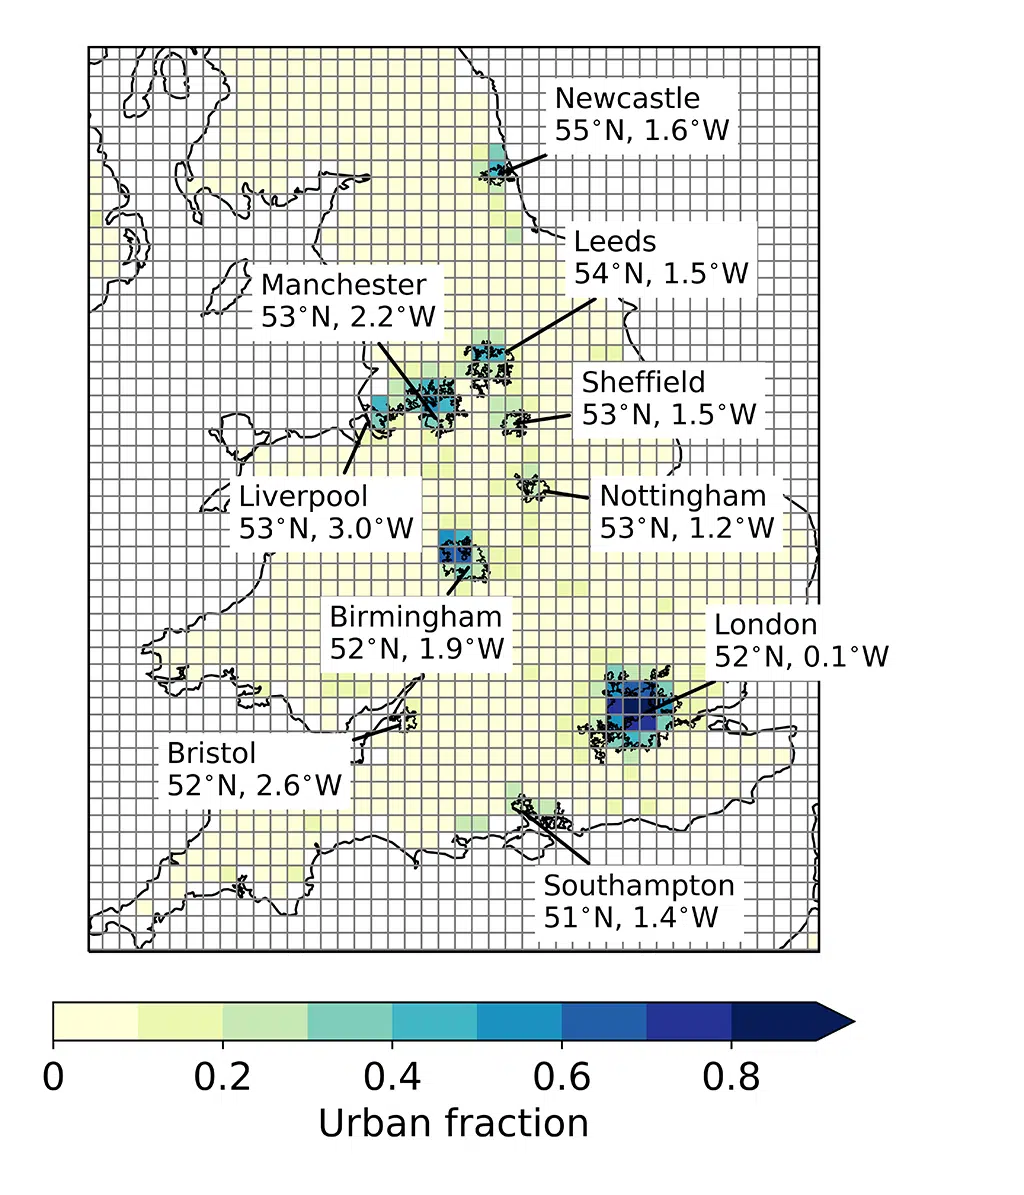 Newcastle
55°N, 1.6°W
Leeds
54°N, 1.5°W
Manchester
53°N, 2.2°W
Sheffield
53°N, 1.5°W
Liverpool
53°N, 3.0°W
Nottingham
53°N, 1.2°W
Birmingham
52°N, 1.9°W
London
52°N, 0.1°W
Bristol
52°N, 2.6°W
Southampton
51°N, 1.4°W
0 0.2 0.4 0.6 0.8
Urban fraction